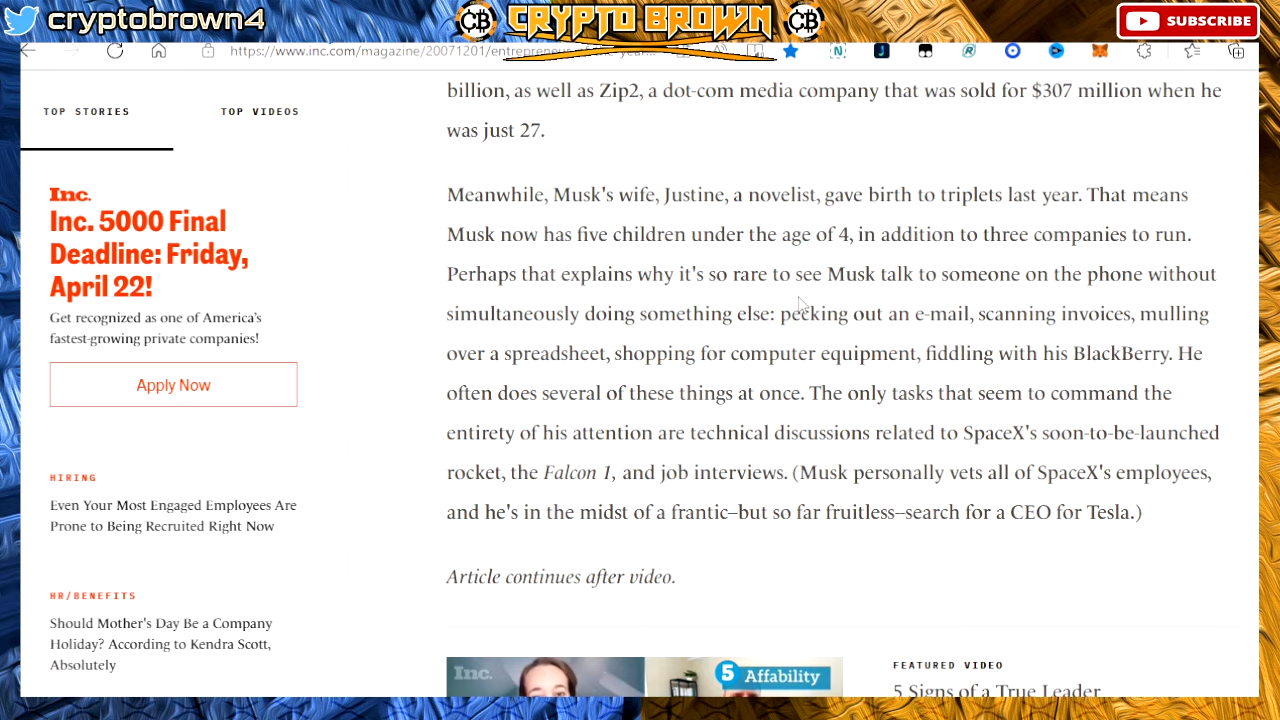 cryptobrown4
CB
CRYPTO BROWN
CB
SUBSCRIBE
https://www.inc.com/magazine/20071201/entrepreneur
TOP STORIES
TOP VIDEOS
Inc.
Inc. 5000 Final
Deadline: Friday,
April 22!
Get recognized as one of America's
fastest-growing private companies!
Apply Now
HIRING
Even Your Most Engaged Employees Are
Prone to Being Recruited Right Now
HR/BENEFITS
Should Mother's Day Be a Company
Holiday? According to Kendra Scott,
Absolutely
billion, as well as Zip2, a dot-com media company that was sold for $307 million when he
was just 27.
Meanwhile, Musk's wife, Justine, a novelist, gave birth to triplets last year. That means
Musk now has five children under the age of 4, in addition to three companies to run.
Perhaps that explains why it's so rare to see Musk talk to someone on the phone without
simultaneously doing something else: pecking out an e-mail, scanning invoices, mulling
over a spreadsheet, shopping for computer equipment, fiddling with his BlackBerry. He
often does several of these things at once. The only tasks that seem to command the
entirety of his attention are technical discussions related to SpaceX's soon-to-be-launched
rocket, the Falcon 1, and job interviews. (Musk personally vets all of SpaceX's employees,
and he's in the midst of a frantic–but so far fruitless–search for a CEO for Tesla.)
Article continues after video.
Inc.
5 Affability
FEATURED VIDEO
5 Signs of a True Leader